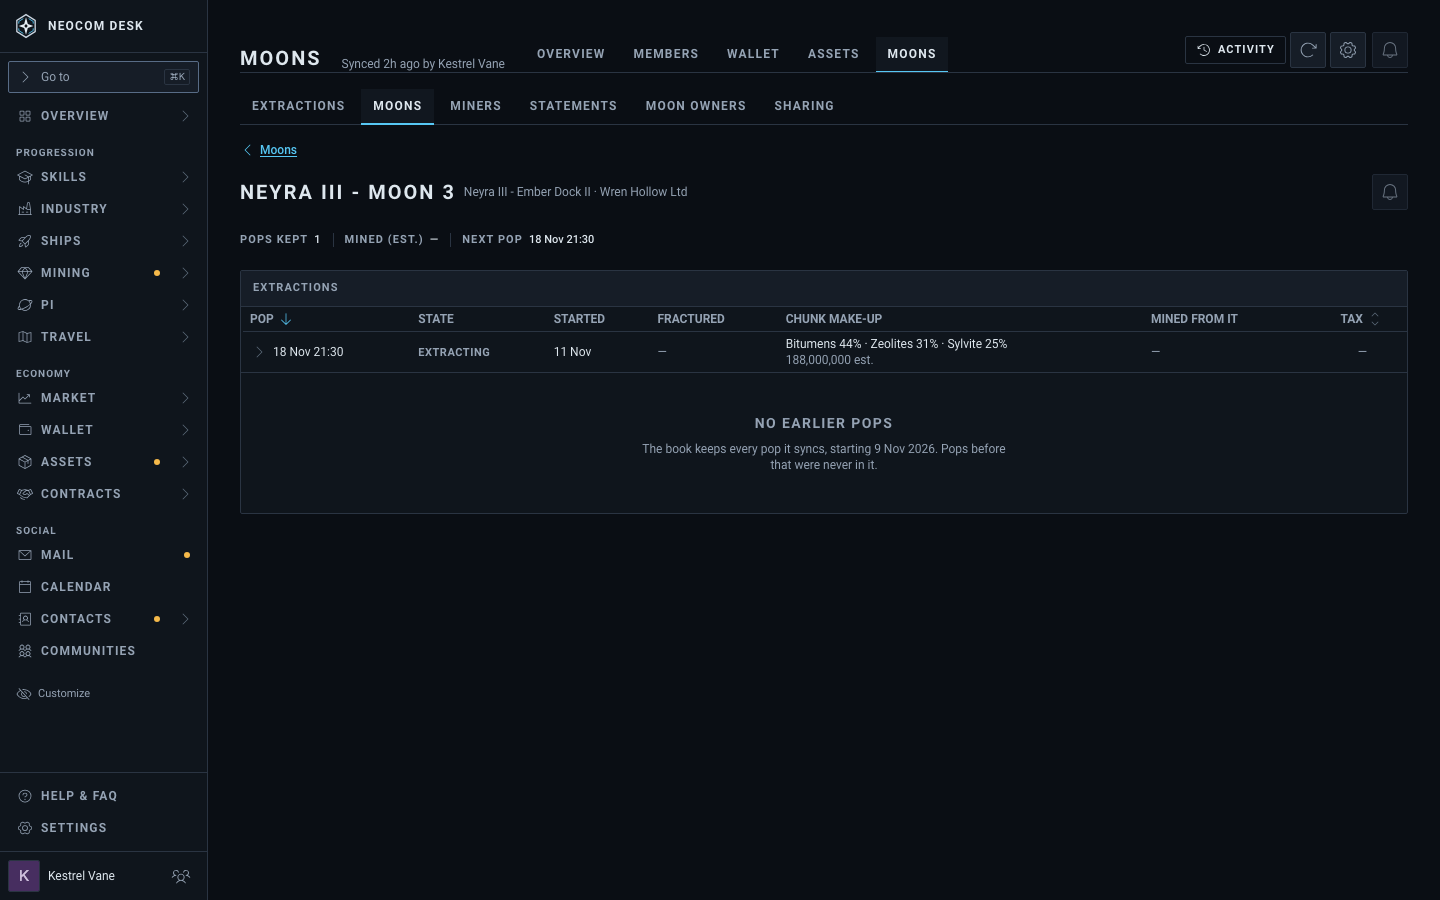 NEOCOM DESK
Go to ⌘K
OVERVIEW
PROGRESSION
SKILLS
INDUSTRY
SHIPS
MINING
PI
TRAVEL
ECONOMY
MARKET
WALLET
ASSETS
CONTRACTS
SOCIAL
MAIL
CALENDAR
CONTACTS
COMMUNITIES
Customize
HELP & FAQ
SETTINGS
K Kestrel Vane
MOONS Synced 2h ago by Kestrel Vane OVERVIEW MEMBERS WALLET ASSETS MOONS ACTIVITY
EXTRACTIONS MOONS MINERS STATEMENTS MOON OWNERS SHARING
Moons
NEYRA III - MOON 3 Neyra III - Ember Dock II · Wren Hollow Ltd
POPS KEPT 1 MINED (EST.) — NEXT POP 18 Nov 21:30
EXTRACTIONS
POP STATE STARTED FRACTURED CHUNK MAKE-UP MINED FROM IT TAX
18 Nov 21:30 EXTRACTING 11 Nov — Bitumens 44% · Zeolites 31% · Sylvite 25% — —
188,000,000 est.
NO EARLIER POPS
The book keeps every pop it syncs, starting 9 Nov 2026. Pops before
that were never in it.